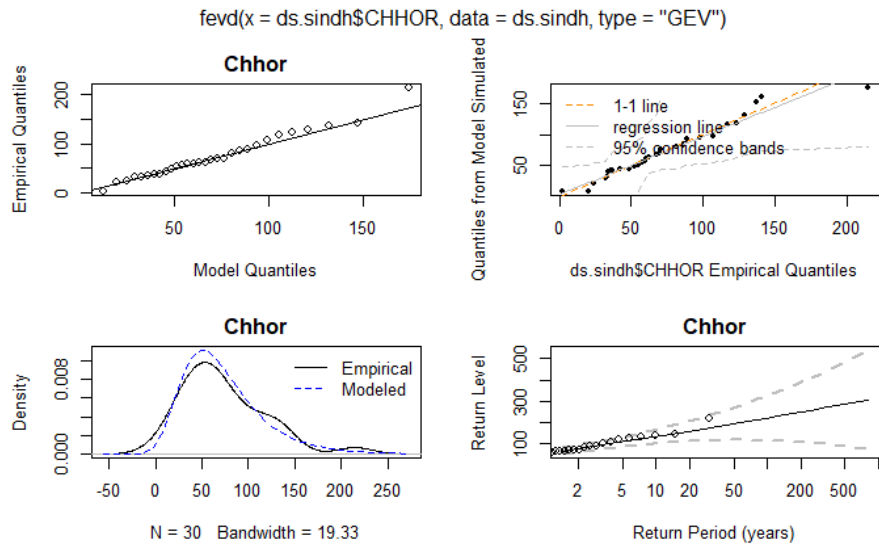 fevd(x = ds.sindh$CHHOR, data = ds.sindh, type = "GEV")
Chhor
Empirical Quantiles
0 100 200
50 100 150
Model Quantiles
Quantiles from Model Simulated
50 150
1-1 line
regression line
95% confidence bands
0 50 100 150 200
ds.sindh$CHHOR Empirical Quantiles
Chhor
Density
0.000 0.008
Empirical
Modeled
-50 0 50 100 150 200 250
N = 30 Bandwidth = 19.33
Chhor
Return Level
100 300 500
2 5 10 20 50 200 500
Return Period (years)